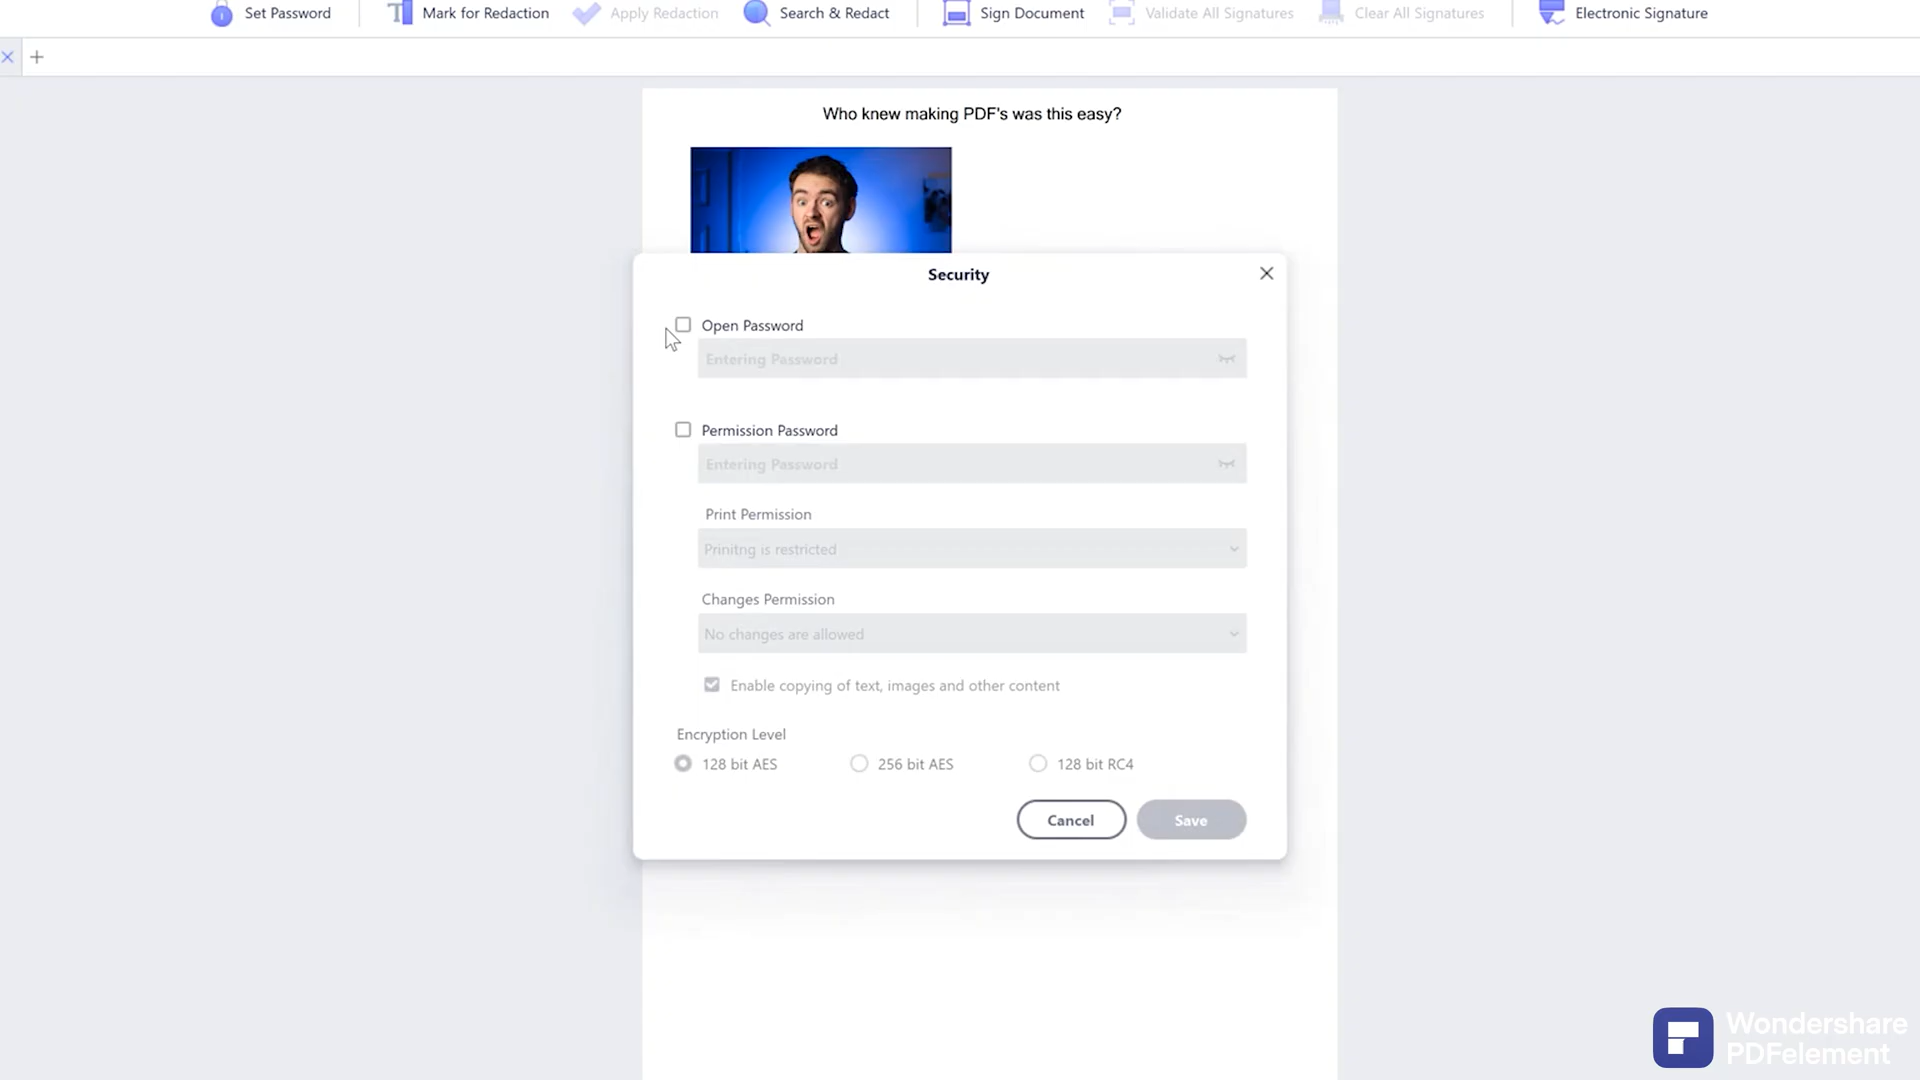 Set Password
Mark for Redaction
Apply Redaction
Search & Redact
Sign Document
Validate All Signatures
Clear All Signatures
Electronic Signature
Who knew making PDF's was this easy?
Security
Open Password
Entering Password
Permission Password
Entering Password
Print Permission
Prinitng is restricted
Changes Permission
No changes are allowed
Enable copying of text, images and other content
Encryption Level
128 bit AES
256 bit AES
128 bit RC4
Cancel
Save
Wondershare
PDFelement